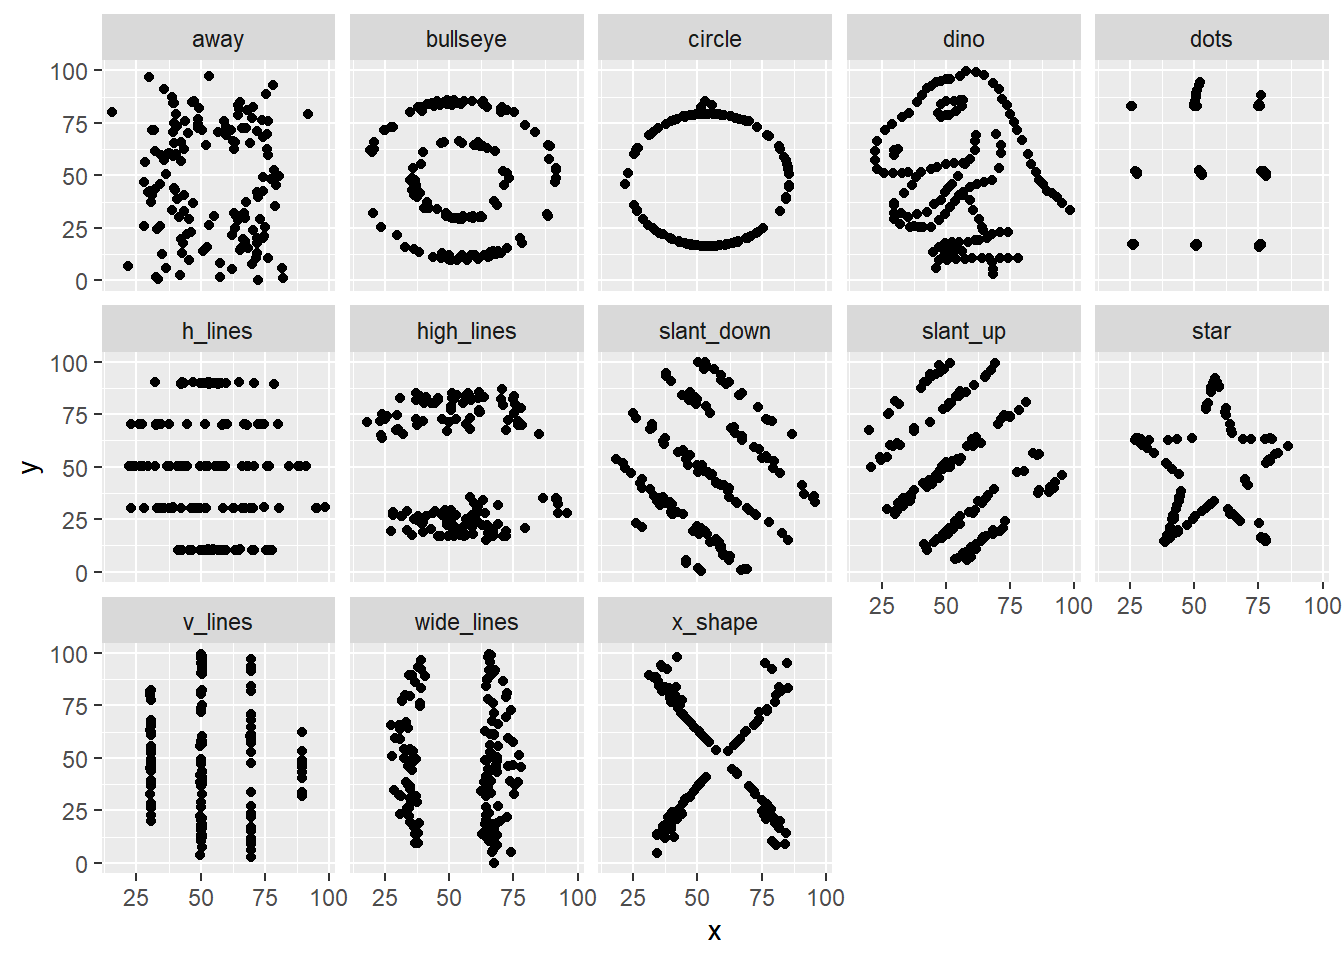 away bullseye circle dino dots
100
75
50
25
0
h_lines high_lines slant_down slant_up star
100
75
50
25
0
25 50 75 100 25 50 75 100
v_lines wide_lines x_shape
100
75
50
25
0
25 50 75 100 25 50 75 100 25 50 75 100
x
y